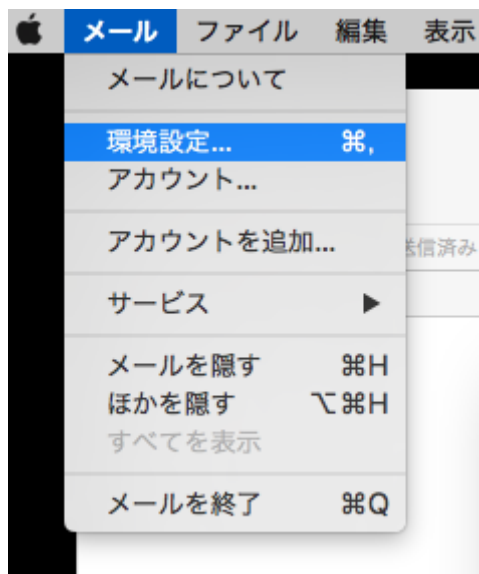 メール ファイル 編集 表示
メールについて
環境設定... ⌘,
アカウント...
アカウントを追加...
送信済み
サービス ▶
メールを隠す ⌘H
ほかを隠す ⌥⌘H
すべてを表示
メールを終了 ⌘Q